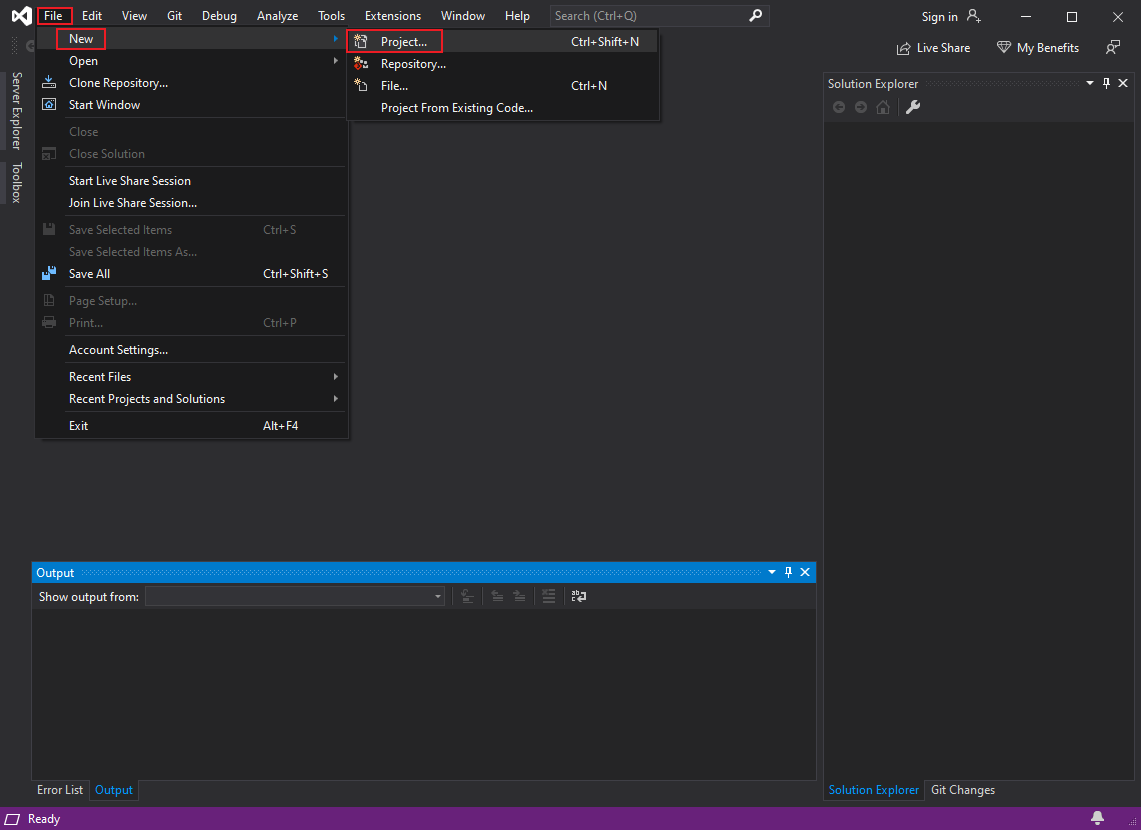 File Edit View Git Debug Analyze Tools Extensions Window Help Search (Ctrl+Q) Sign in
Live Share My Benefits
New
Open
Clone Repository...
Start Window
Close
Close Solution
Start Live Share Session
Join Live Share Session...
Save Selected Items Ctrl+S
Save Selected Items As...
Save All Ctrl+Shift+S
Page Setup...
Print... Ctrl+P
Account Settings...
Recent Files
Recent Projects and Solutions
Exit Alt+F4
Project... Ctrl+Shift+N
Repository...
File... Ctrl+N
Project From Existing Code...
Server Explorer
Toolbox
Solution Explorer
Output
Show output from:
Error List Output
Solution Explorer Git Changes
Ready